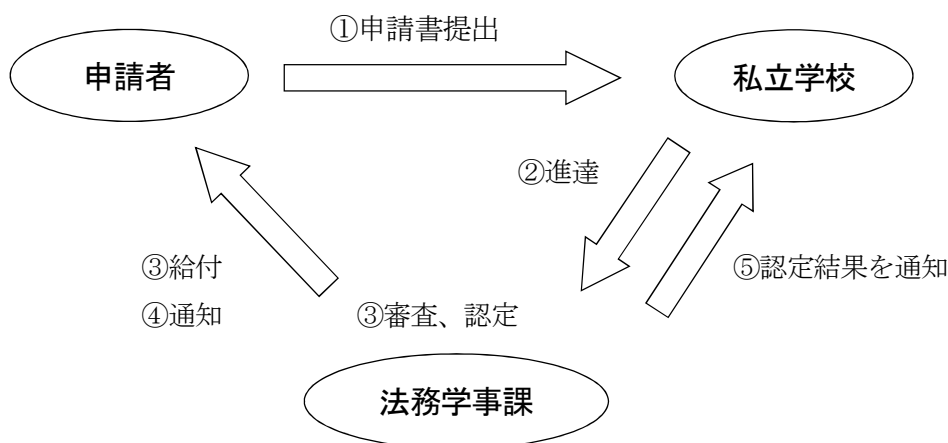 ①申請書提出
申請者
私立学校
②進達
③給付
④通知
③審査、認定
⑤認定結果を通知
法務学事課